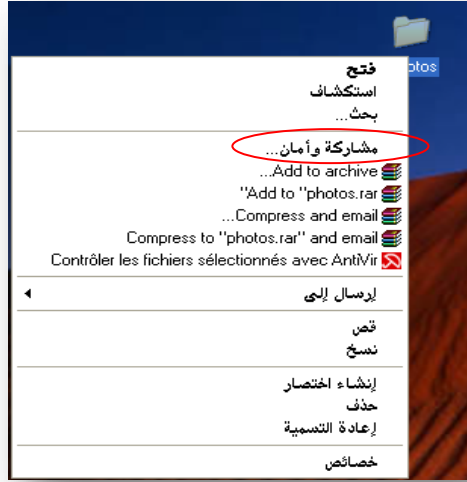 otos
فتح
استكشاف
بحث...
مشاركة وأمان...
Add to archive...
Add to "photos.rar"
Compress and email...
Compress to "photos.rar" and email
Contrôler les fichiers sélectionnés avec AntiVir
إرسال إلى
قص
نسخ
إنشاء اختصار
حذف
إعادة التسمية
خصائص